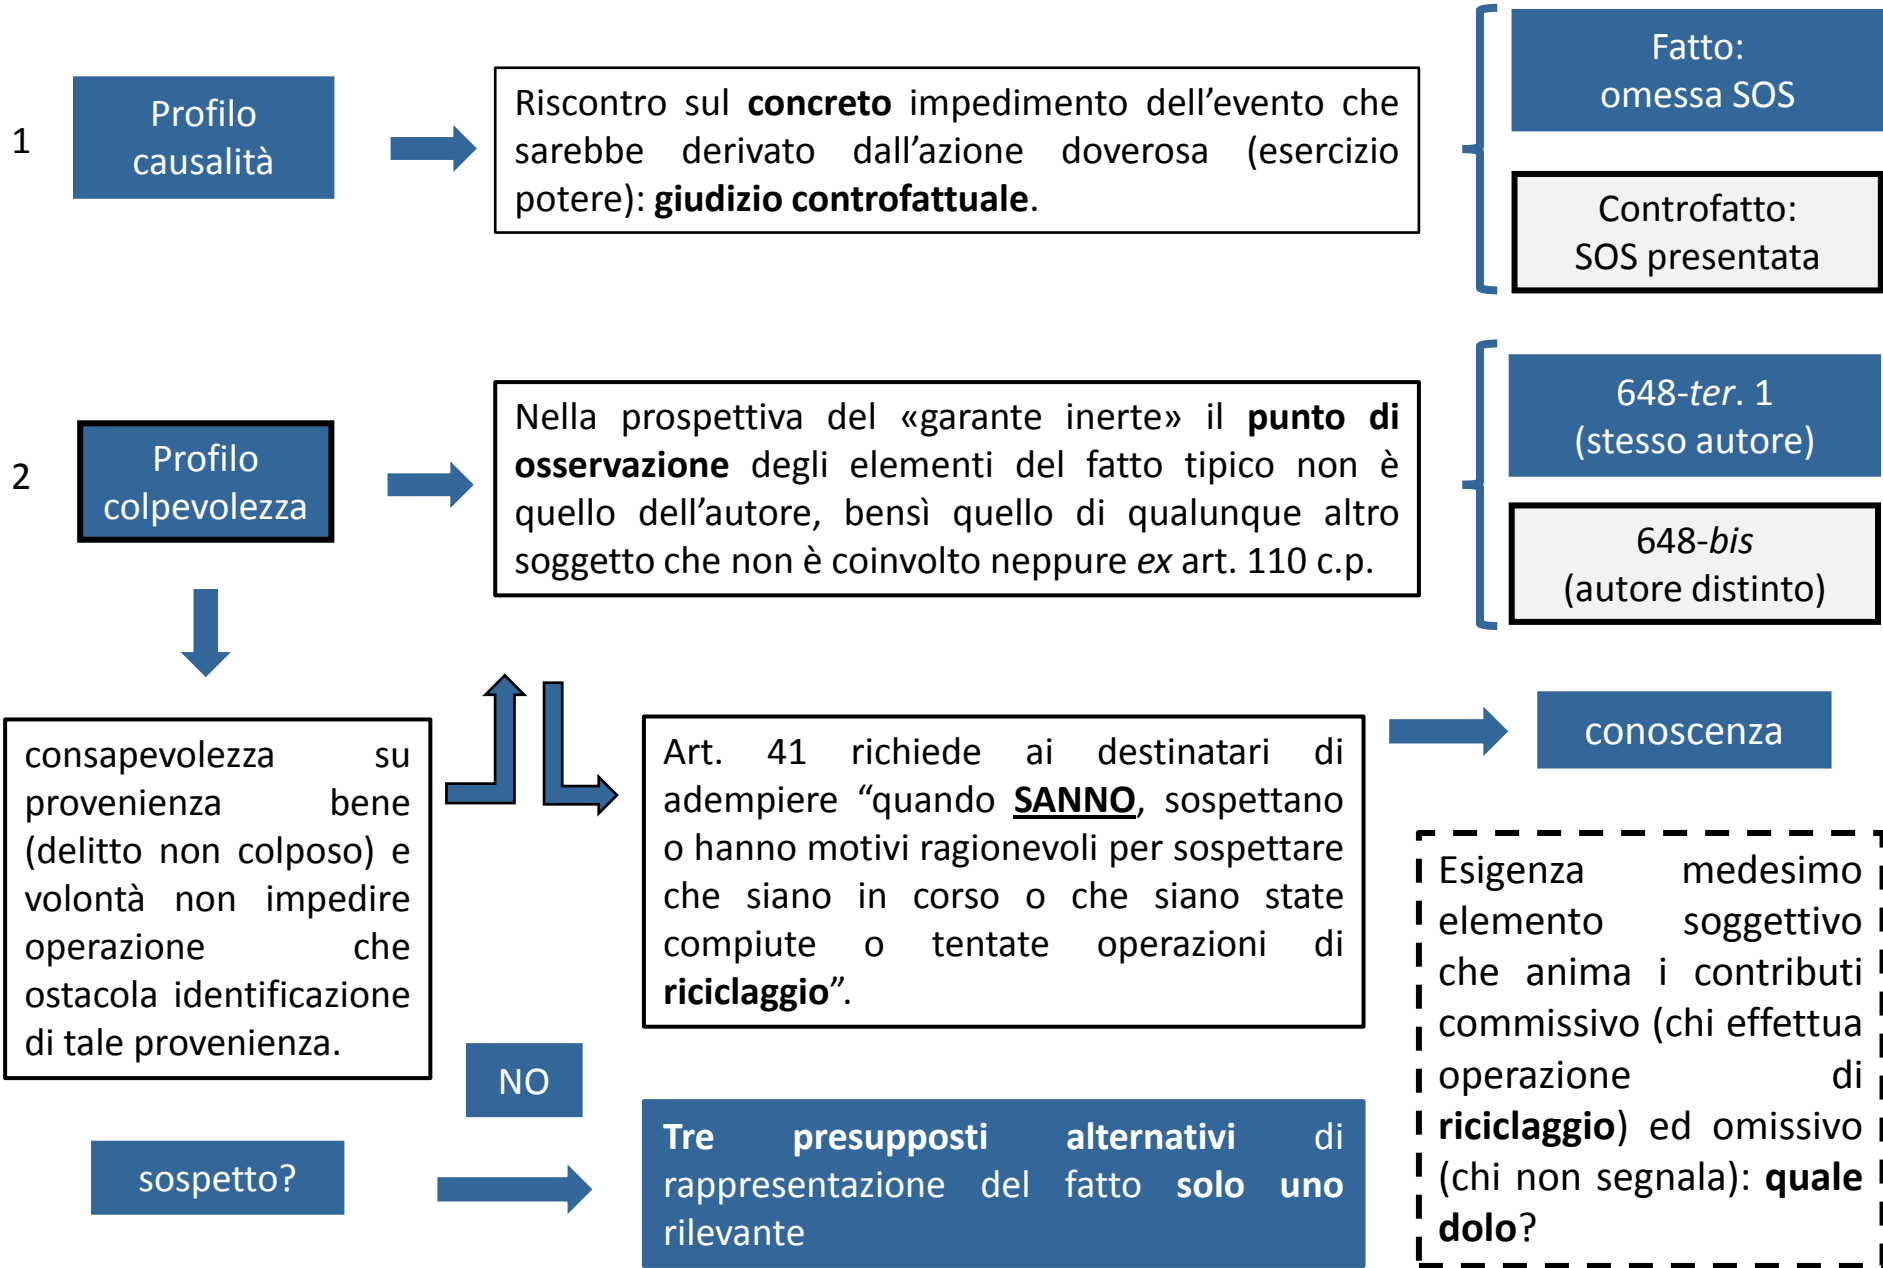 1
Profilo
causalità
Riscontro sul concreto impedimento dell’evento che
sarebbe derivato dall’azione doverosa (esercizio
potere): giudizio controfattuale.
Fatto:
omessa SOS
Controfatto:
SOS presentata
2
Profilo
colpevolezza
Nella prospettiva del «garante inerte» il punto di
osservazione degli elementi del fatto tipico non è
quello dell’autore, bensì quello di qualunque altro
soggetto che non è coinvolto neppure ex art. 110 c.p.
648-ter. 1
(stesso autore)
648-bis
(autore distinto)
consapevolezza su
provenienza bene
(delitto non colposo) e
volontà non impedire
operazione che
ostacola identificazione
di tale provenienza.
Art. 41 richiede ai destinatari di
adempiere “quando SANNO, sospettano
o hanno motivi ragionevoli per sospettare
che siano in corso o che siano state
compiute o tentate operazioni di
riciclaggio”.
conoscenza
Esigenza medesimo
elemento soggettivo
che anima i contributi
commissivo (chi effettua
operazione di
riciclaggio) ed omissivo
(chi non segnala): quale
dolo?
NO
sospetto?
Tre presupposti alternativi di
rappresentazione del fatto solo uno
rilevante